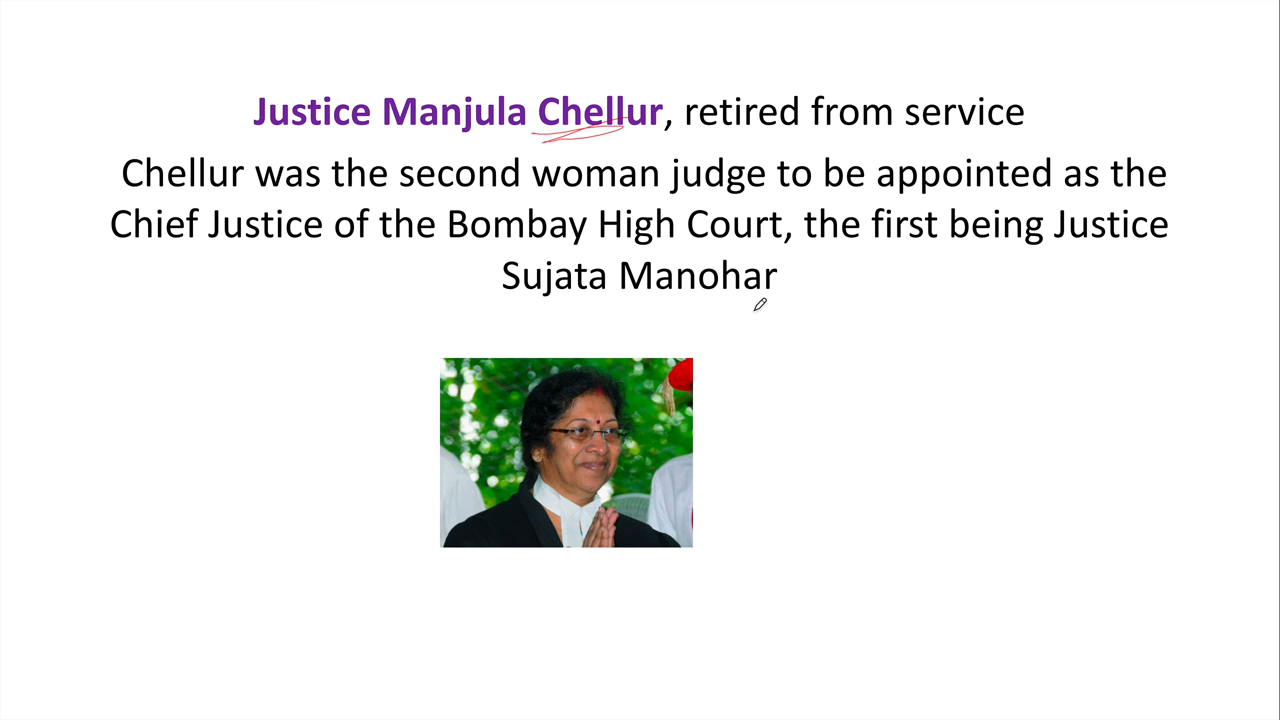 Justice Manjula Chellur, retired from service
Chellur was the second woman judge to be appointed as the
Chief Justice of the Bombay High Court, the first being Justice
Sujata Manohar